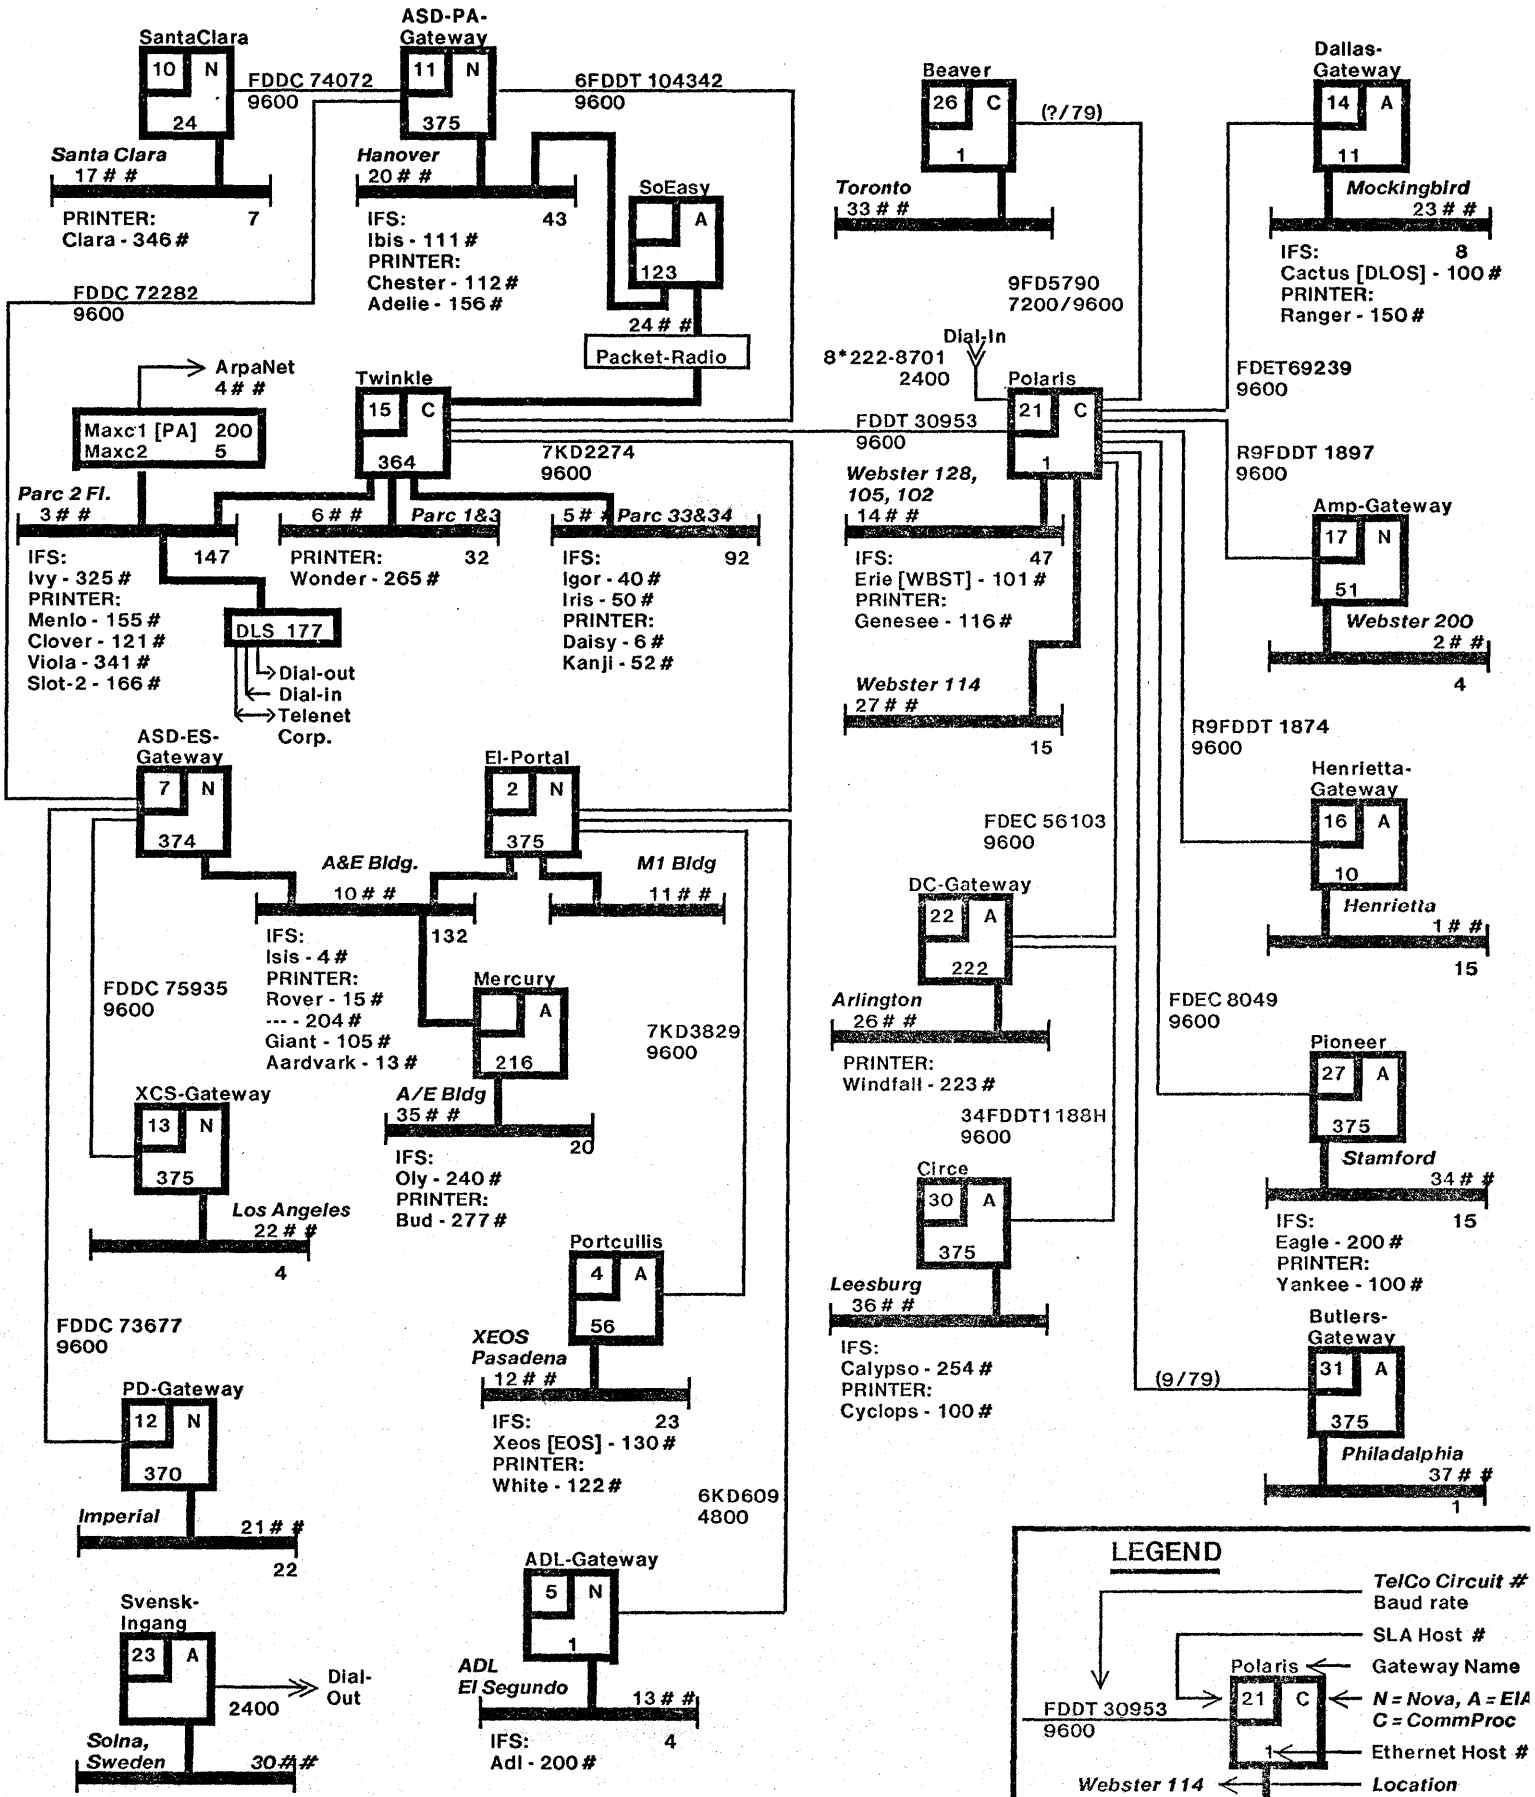 SantaClara
10 N
24
FDDC 74072
9600
ASD-PA-
Gateway
11 N
375
6FDDT 104342
9600
Santa Clara
17 # #
PRINTER:
Clara - 346 #
7
Hanover
20 # #
IFS:
Ibis - 111 #
PRINTER:
Chester - 112 #
Adelie - 156 #
43
SoEasy
A
123
24 # #
Packet-Radio
FDDC 72282
9600
ArpaNet
4 # #
Maxc1 [PA] 200
Maxc2 5
Twinkle
15 C
364
7KD2274
9600
Parc 2 Fl.
3 # #
IFS:
Ivy - 325 #
PRINTER:
Menlo - 155 #
Clover - 121 #
Viola - 341 #
Slot-2 - 166 #
147
DLS 177
Dial-out
Dial-in
Telenet
Corp.
6 # # Parc 1&3
PRINTER:
Wonder - 265 #
32
5 # # Parc 33&34
IFS:
Igor - 40 #
Iris - 50 #
PRINTER:
Daisy - 6 #
Kanji - 52 #
92
ASD-ES-
Gateway
7 N
374
El-Portal
2 N
375
A&E Bldg.
10 # #
132
IFS:
Isis - 4 #
PRINTER:
Rover - 15 #
--- - 204 #
Giant - 105 #
Aardvark - 13 #
M1 Bldg
11 # #
FDDC 75935
9600
Mercury
A
216
A/E Bldg
35 # #
20
IFS:
Oly - 240 #
PRINTER:
Bud - 277 #
7KD3829
9600
XCS-Gateway
13 N
375
Los Angeles
22 # #
4
Portcullis
4 A
56
XEOS
Pasadena
12 # #
23
IFS:
Xeos [EOS] - 130 #
PRINTER:
White - 122 #
FDDC 73677
9600
PD-Gateway
12 N
370
Imperial
21 # #
22
6KD609
4800
ADL-Gateway
5 N
1
ADL
El Segundo
13 # #
4
IFS:
Adl - 200 #
Svensk-
Ingang
23 A
2400
Dial-
Out
Solna,
Sweden
30 # #
Beaver
26 C
1
(?/79)
Toronto
33 # #
9FD5790
7200/9600
Dial-In
8*222-8701
2400
Polaris
21 C
1
FDDT 30953
9600
Webster 128,
105, 102
14 # #
47
IFS:
Erie [WBST] - 101 #
PRINTER:
Genesee - 116 #
Webster 114
27 # #
15
Dallas-
Gateway
14 A
11
Mockingbird
23 # #
8
IFS:
Cactus [DLOS] - 100 #
PRINTER:
Ranger - 150 #
FDET69239
9600
R9FDDT 1897
9600
Amp-Gateway
17 N
51
Webster 200
2 # #
4
R9FDDT 1874
9600
Henrietta-
Gateway
16 A
10
Henrietta
1 # #
15
FDEC 56103
9600
DC-Gateway
22 A
222
Arlington
26 # #
PRINTER:
Windfall - 223 #
FDEC 8049
9600
Pioneer
27 A
375
Stamford
34 # #
15
IFS:
Eagle - 200 #
PRINTER:
Yankee - 100 #
34FDDT1188H
9600
Circe
30 A
375
Leesburg
36 # #
IFS:
Calypso - 254 #
PRINTER:
Cyclops - 100 #
Butlers-
Gateway
31 A
375
(9/79)
Philadalphia
37 # #
1
LEGEND
TelCo Circuit #
Baud rate
SLA Host #
Polaris
Gateway Name
21 C
N = Nova, A = EIA
C = CommProc
FDDT 30953
9600
1
Ethernet Host #
Webster 114
Location